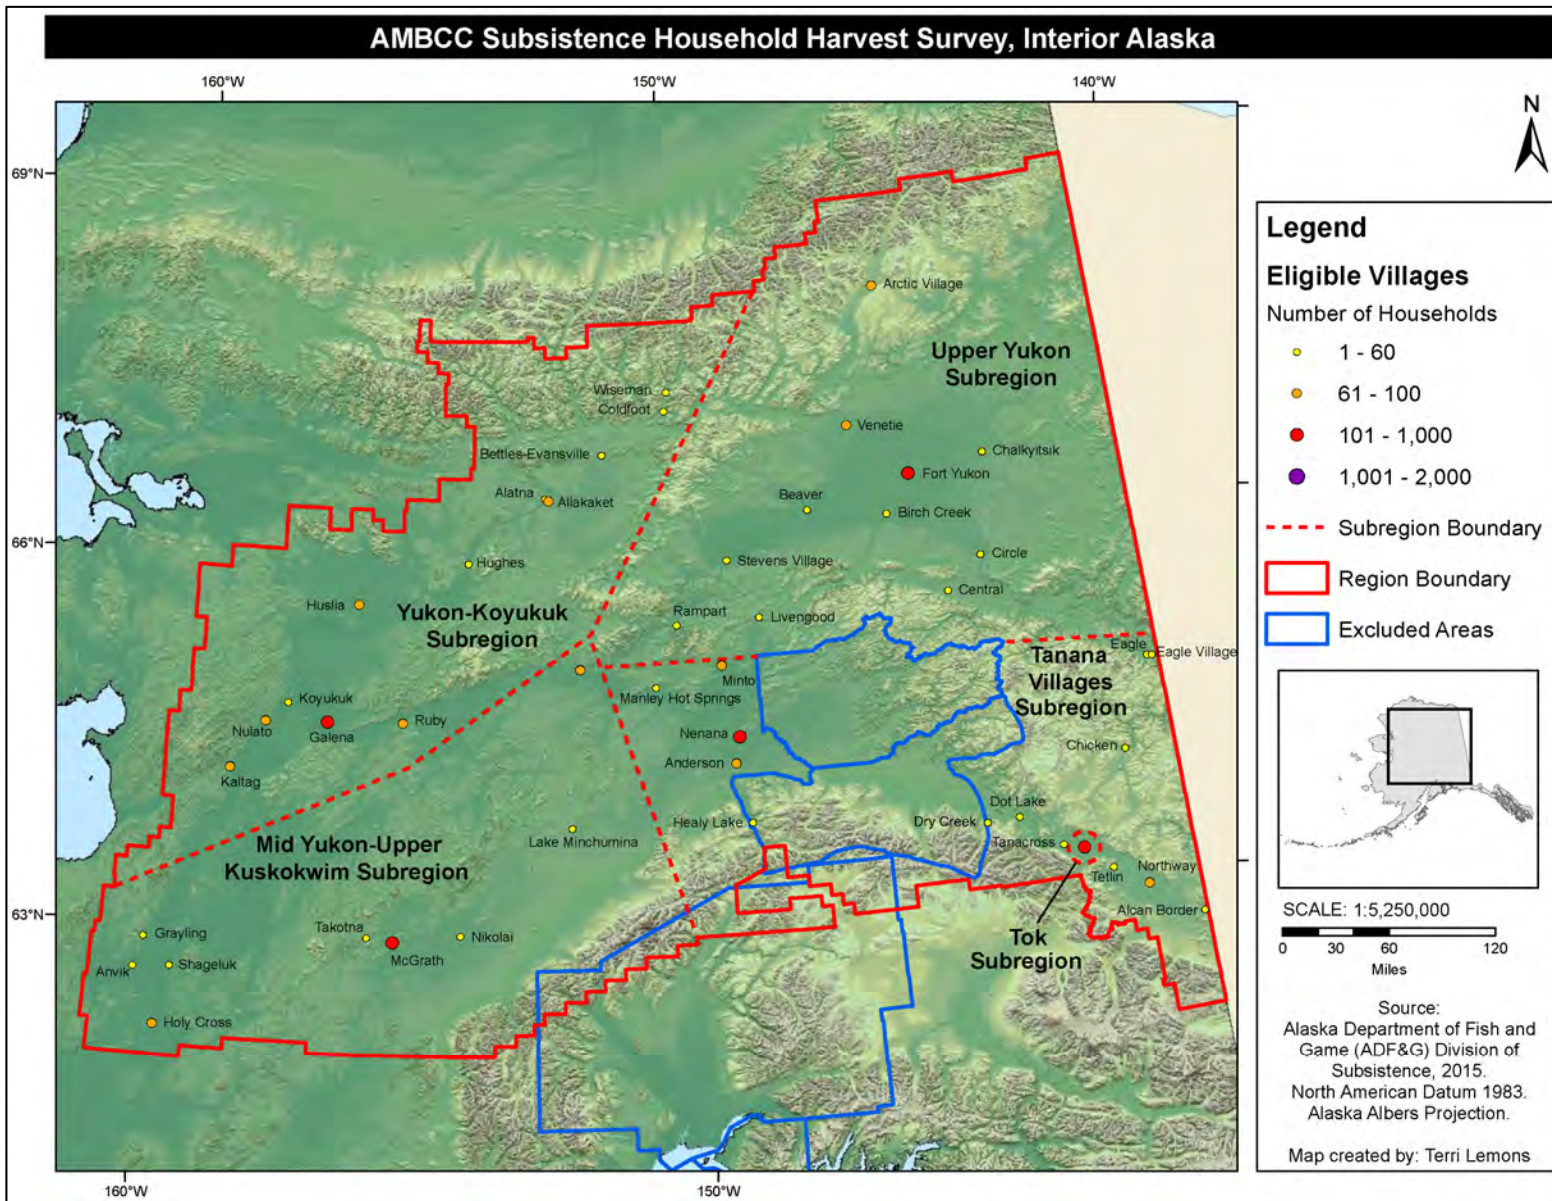 AMBCC Subsistence Household Harvest Survey, Interior Alaska
160°W
150°W
140°W
N
69°N
66°N
63°N
160°W
150°W
Arctic Village
Upper Yukon
Subregion
Wiseman
Coldfoot
Venetie
Bettles-Evansville
Chalkyitsik
Fort Yukon
Alatna
Allakaket
Beaver
Birch Creek
Circle
Hughes
Stevens Village
Central
Huslia
Yukon-Koyukuk
Subregion
Rampart
Livengood
Eagle
Eagle Village
Tanana
Villages
Subregion
Minto
Manley Hot Springs
Koyukuk
Nulato
Galena
Ruby
Nenana
Chicken
Kaltag
Anderson
Dot Lake
Healy Lake
Dry Creek
Lake Minchumina
Mid Yukon-Upper
Kuskokwim Subregion
Tanacross
Tetlin
Northway
Alcan Border
Tok
Subregion
Grayling
Takotna
McGrath
Nikolai
Anvik
Shageluk
Holy Cross
Legend
Eligible Villages
Number of Households
1 - 60
61 - 100
101 - 1,000
1,001 - 2,000
Subregion Boundary
Region Boundary
Excluded Areas
SCALE: 1:5,250,000
0 30 60 120
Miles
Source:
Alaska Department of Fish and
Game (ADF&G) Division of
Subsistence, 2015.
North American Datum 1983.
Alaska Albers Projection.
Map created by: Terri Lemons